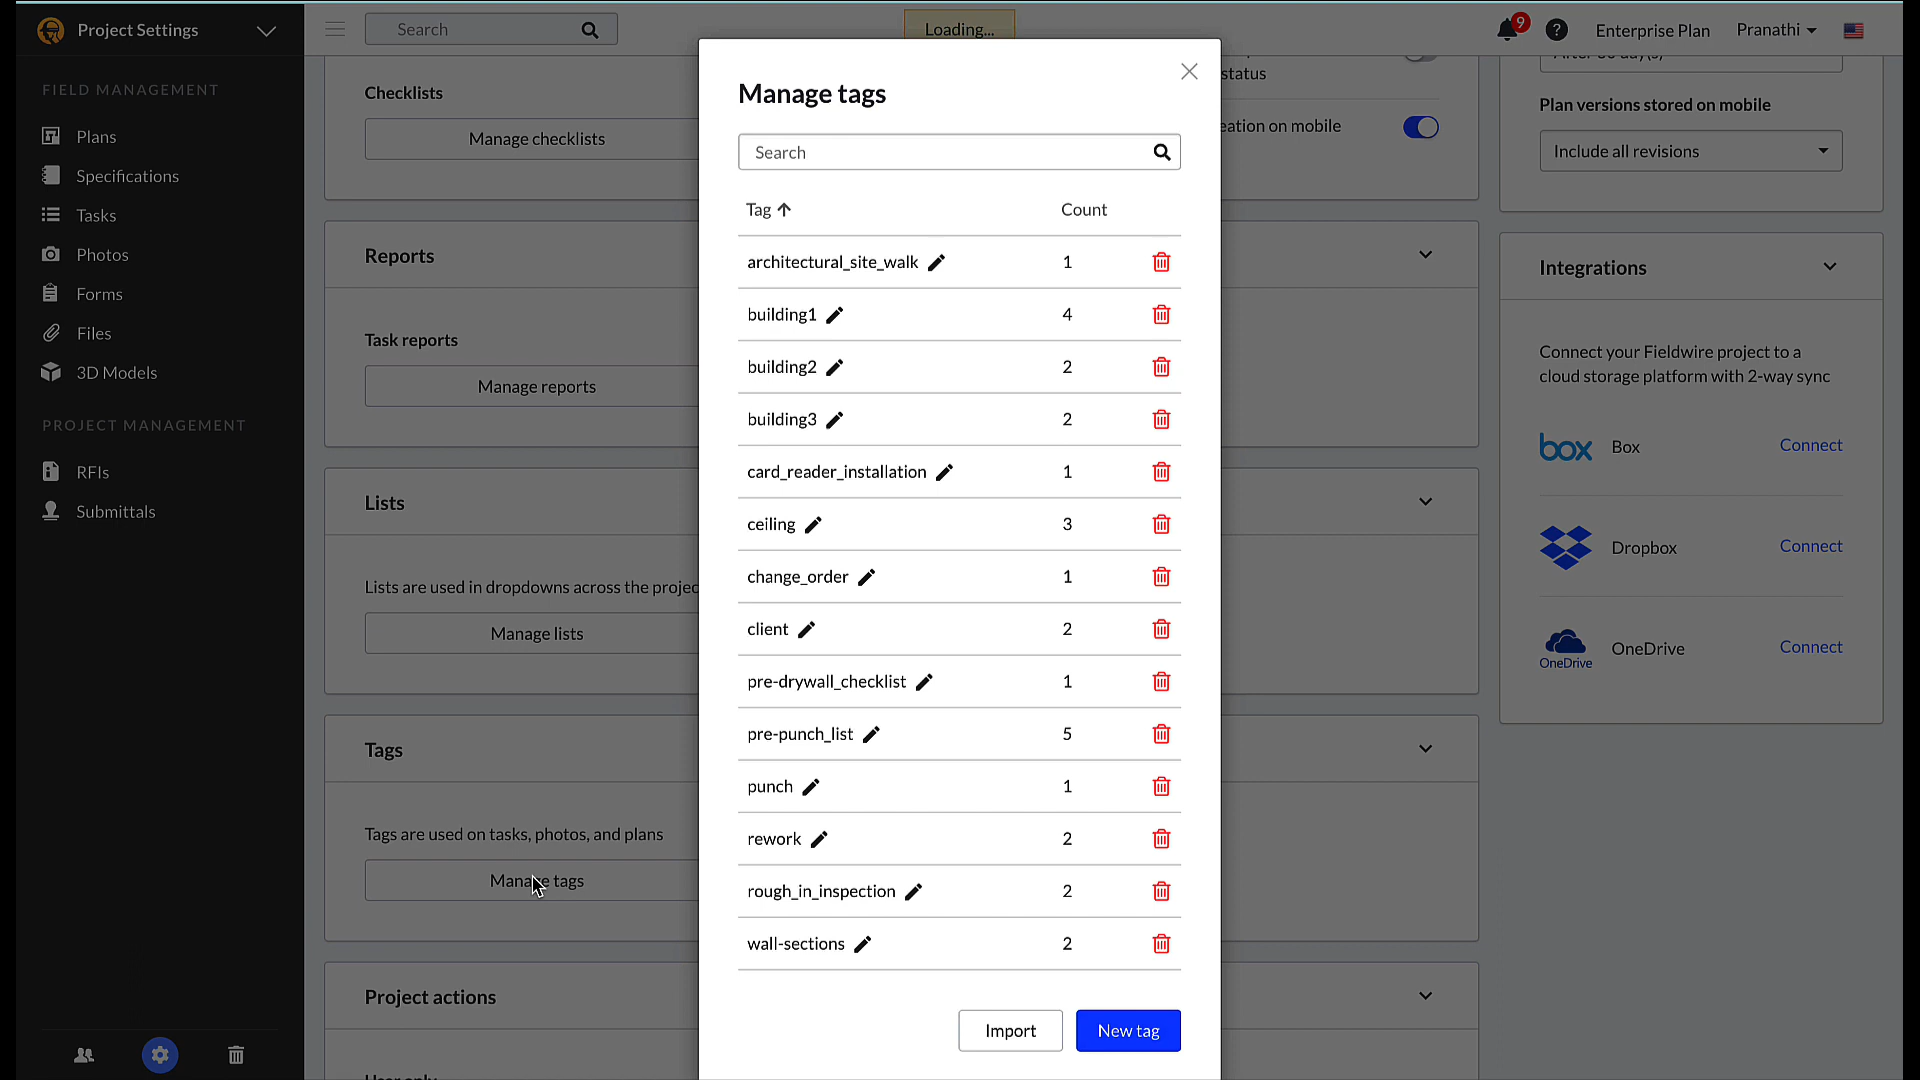 Project Settings
Search
Loading...
9
?
Enterprise Plan
Pranathi
FIELD MANAGEMENT
Plans
Specifications
Tasks
Photos
Forms
Files
3D Models
PROJECT MANAGEMENT
RFIs
Submittals
Checklists
Manage checklists
Reports
Task reports
Manage reports
Lists
Lists are used in dropdowns across the projec
Manage lists
Tags
Tags are used on tasks, photos, and plans
Manage tags
Project actions
Manage tags
Search
Tag Count
architectural_site_walk 1
building1 4
building2 2
building3 2
card_reader_installation 1
ceiling 3
change_order 1
client 2
pre-drywall_checklist 1
pre-punch_list 5
punch 1
rework 2
rough_in_inspection 2
wall-sections 2
Import
New tag
status
eation on mobile
Plan versions stored on mobile
Include all revisions
Integrations
Connect your Fieldwire project to a
cloud storage platform with 2-way sync
box Box Connect
Dropbox Connect
OneDrive OneDrive Connect